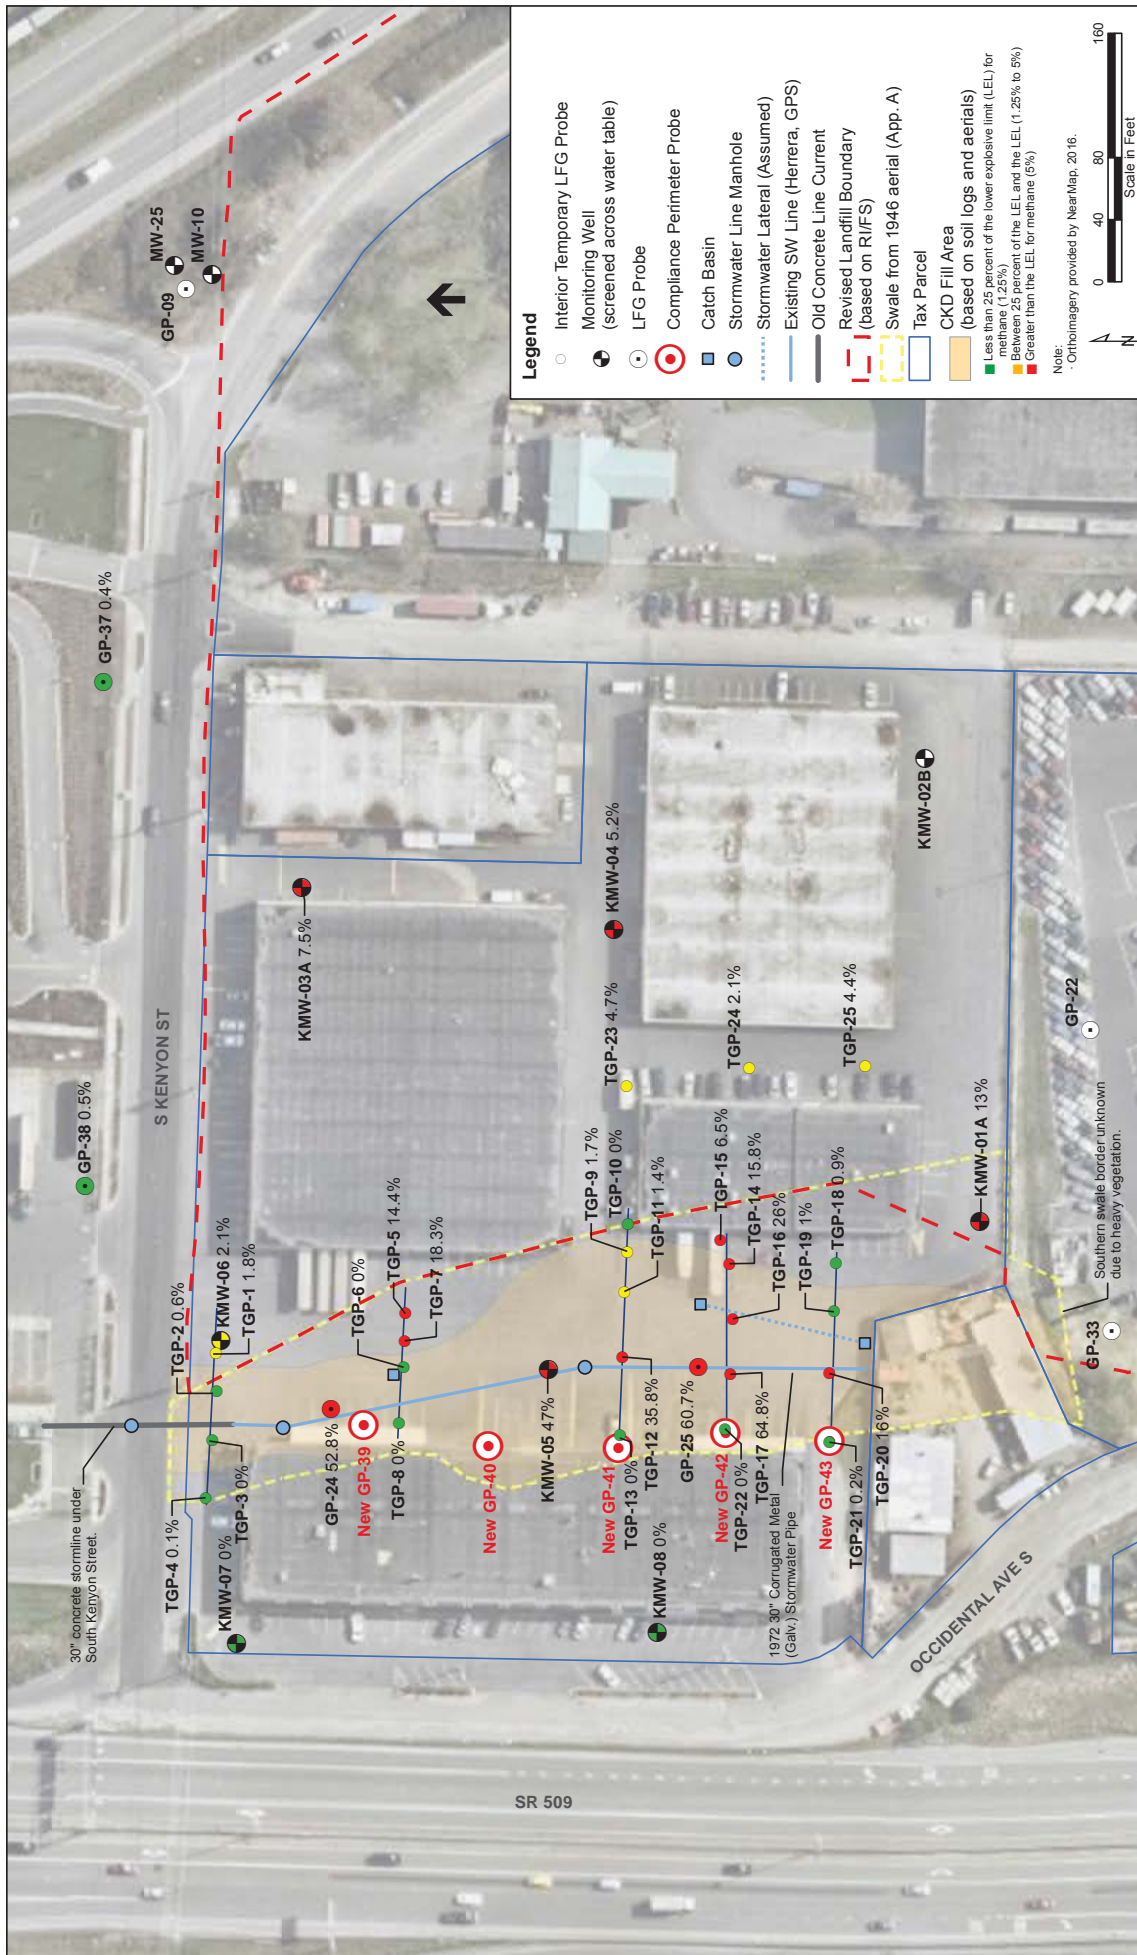 MW-25
MW-10
GP-09
GP-37 0.4%
GP-38 0.5%
S KENYON ST
30" concrete stormline under
South Kenyon Street.
TGP-2 0.6%
KMW-06 2.1%
TGP-1 1.8%
TGP-4 0.1%
TGP-3 0%
KMW-07 0%
KMW-03A 7.5%
GP-24 52.8%
New GP-39
TGP-8 0%
TGP-6 0%
TGP-5 14.4%
TGP-7 18.3%
New GP-40
KMW-05 47%
New GP-41
TGP-13 0%
TGP-12 35.8%
TGP-9 1.7%
TGP-10 0%
TGP-11 1.4%
TGP-23 4.7%
KMW-04 5.2%
KMW-08 0%
GP-25 60.7%
New GP-42
TGP-22 0%
TGP-17 64.8%
TGP-15 6.5%
TGP-14 15.8%
TGP-16 26%
TGP-24 2.1%
1972 30" Corrugated Metal
(Galv.) Stormwater Pipe
New GP-43
TGP-21 0.2%
TGP-20 16%
TGP-19 1%
TGP-18 0.9%
TGP-25 4.4%
KMW-02B
KMW-01A 13%
GP-22
GP-33
Southern swale border unknown
due to heavy vegetation.
OCCIDENTAL AVE S
SR 509
Legend
Interior Temporary LFG Probe
Monitoring Well
(screened across water table)
LFG Probe
Compliance Perimeter Probe
Catch Basin
Stormwater Line Manhole
Stormwater Lateral (Assumed)
Existing SW Line (Herrera, GPS)
Old Concrete Line Current
Revised Landfill Boundary
(based on RI/FS)
Swale from 1946 aerial (App. A)
Tax Parcel
CKD Fill Area
(based on soil logs and aerials)
Less than 25 percent of the lower explosive limit (LEL) for
methane (1.25%)
Between 25 percent of the LEL and the LEL (1.25% to 5%)
Greater than the LEL for methane (5%)
Note:
· Orthoimagery provided by NearMap, 2016.
N
0 40 80 160
Scale in Feet